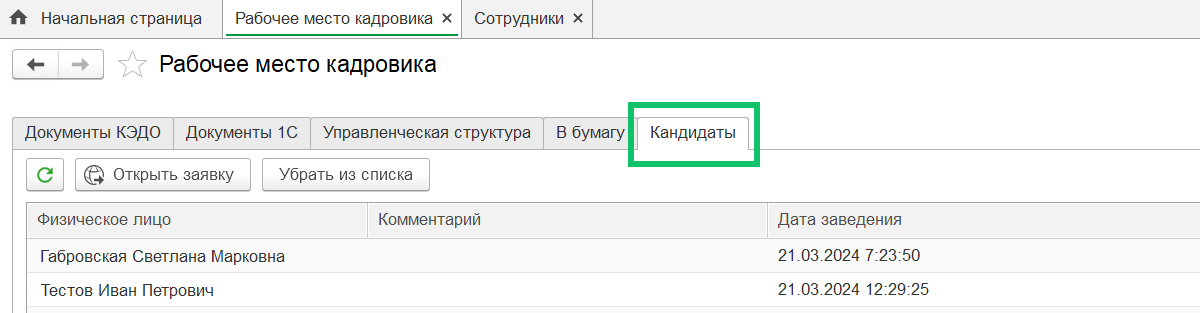 Начальная страница Рабочее место кадровика × Сотрудники ×
Рабочее место кадровика
Документы КЭДО Документы 1С Управленческая структура В бумагу Кандидаты
Открыть заявку Убрать из списка
Физическое лицо Комментарий Дата заведения
Габровская Светлана Марковна 21.03.2024 7:23:50
Тестов Иван Петрович 21.03.2024 12:29:25